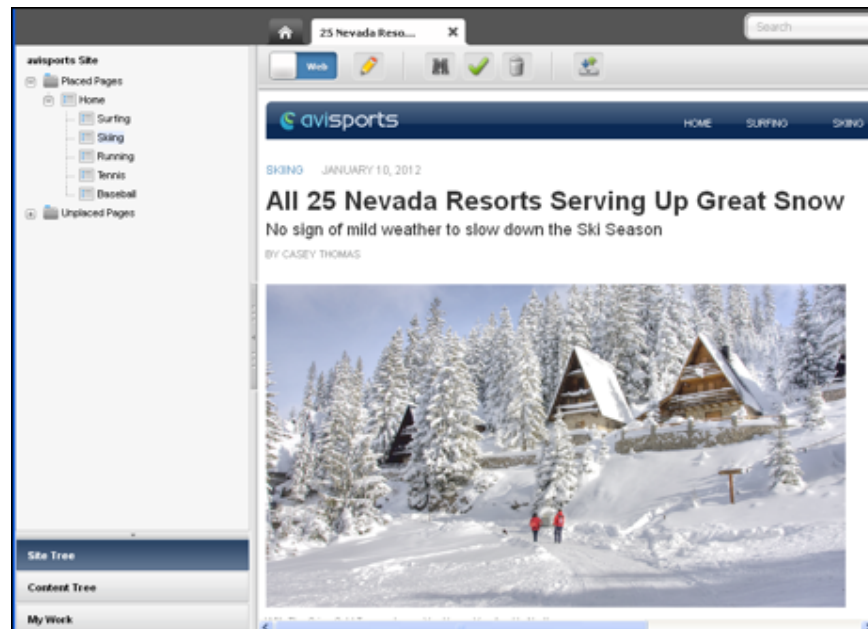 25 Nevada Reso...
Search
avisports Site
Placed Pages
Home
Surfing
Skiing
Running
Tennis
Baseball
Unplaced Pages
Web
avisports
HOME SURFING SKIING
SKIING JANUARY 10, 2012
All 25 Nevada Resorts Serving Up Great Snow
No sign of mild weather to slow down the Ski Season
BY CASEY THOMAS
Site Tree
Content Tree
My Work